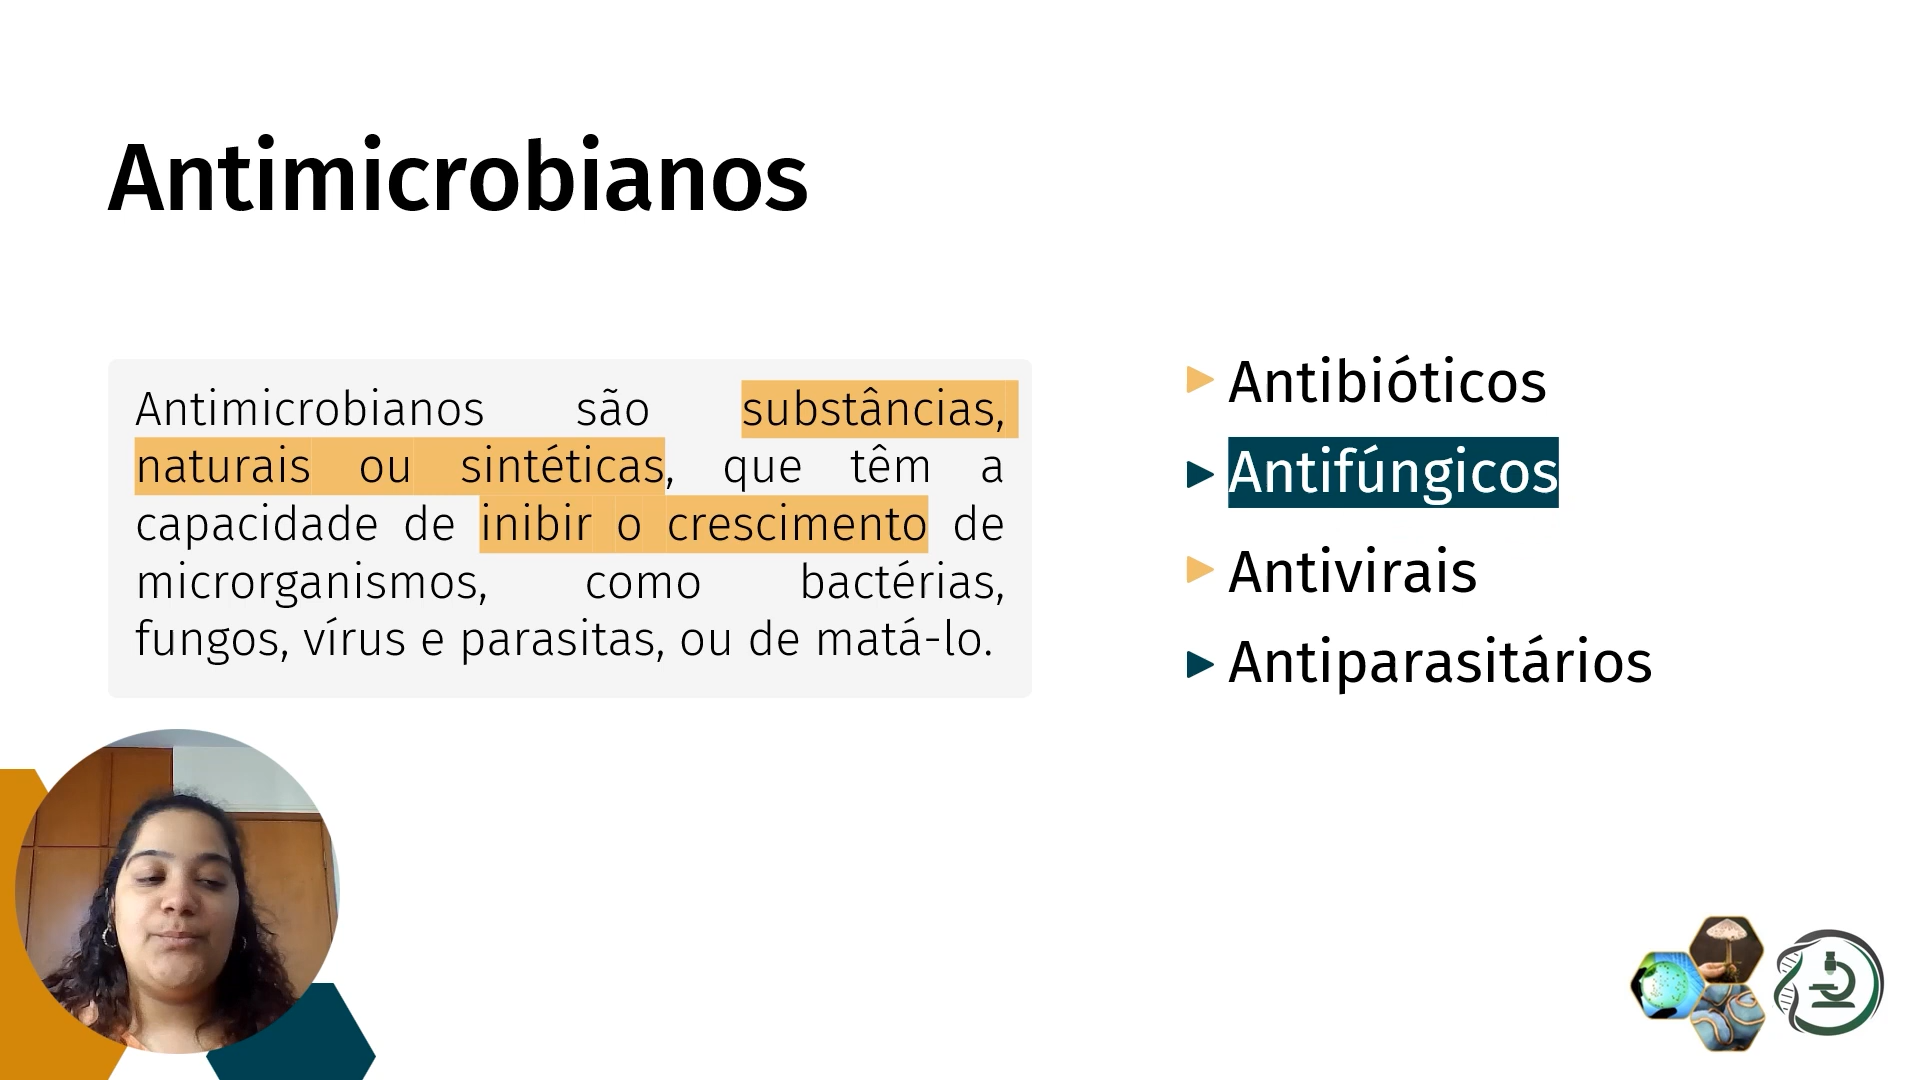 Antimicrobianos
Antimicrobianos são substâncias,
naturais ou sintéticas, que têm a
capacidade de inibir o crescimento de
microrganismos, como bactérias,
fungos, vírus e parasitas, ou de matá-lo.
Antibióticos
Antifúngicos
Antivirais
Antiparasitários